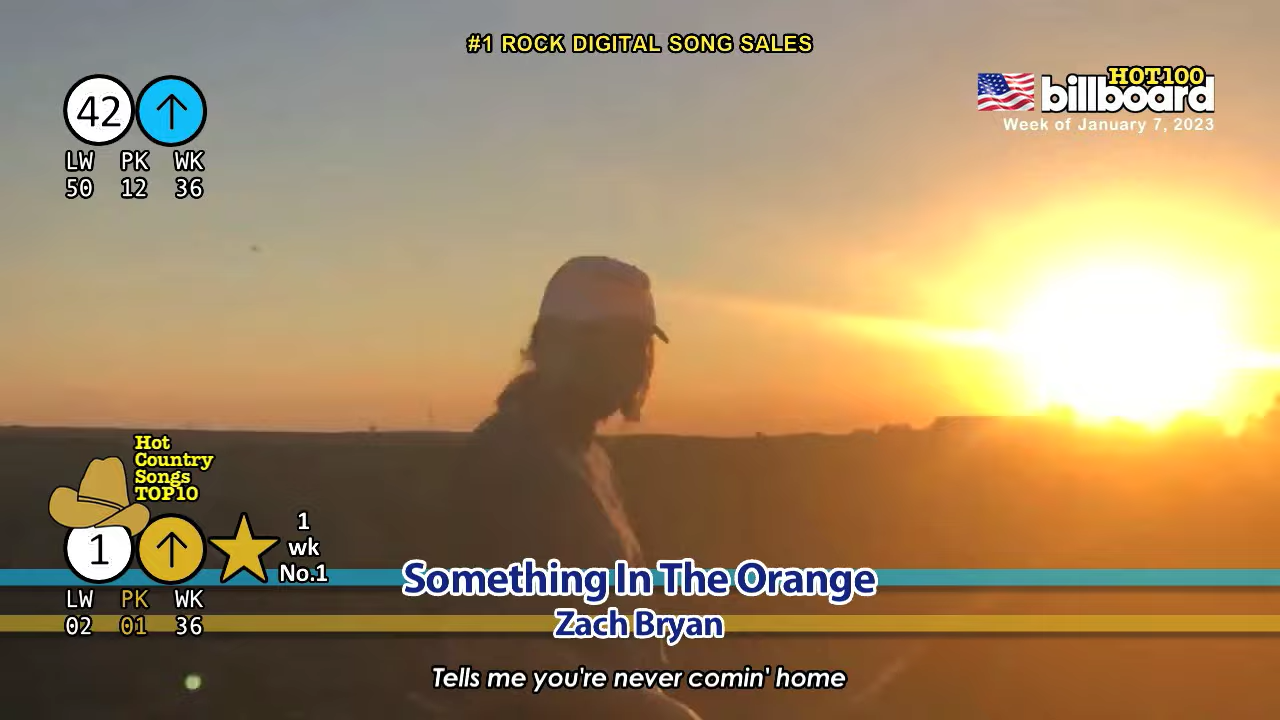 #1 ROCK DIGITAL SONG SALES
HOT100
billboard
Week of January 7, 2023
42 ↑
LW PK WK
50 12 36
Hot
Country
Songs
TOP10
1 ↑
1
wk
No.1
LW PK WK
02 01 36
Something In The Orange
Zach Bryan
Tells me you're never comin' home